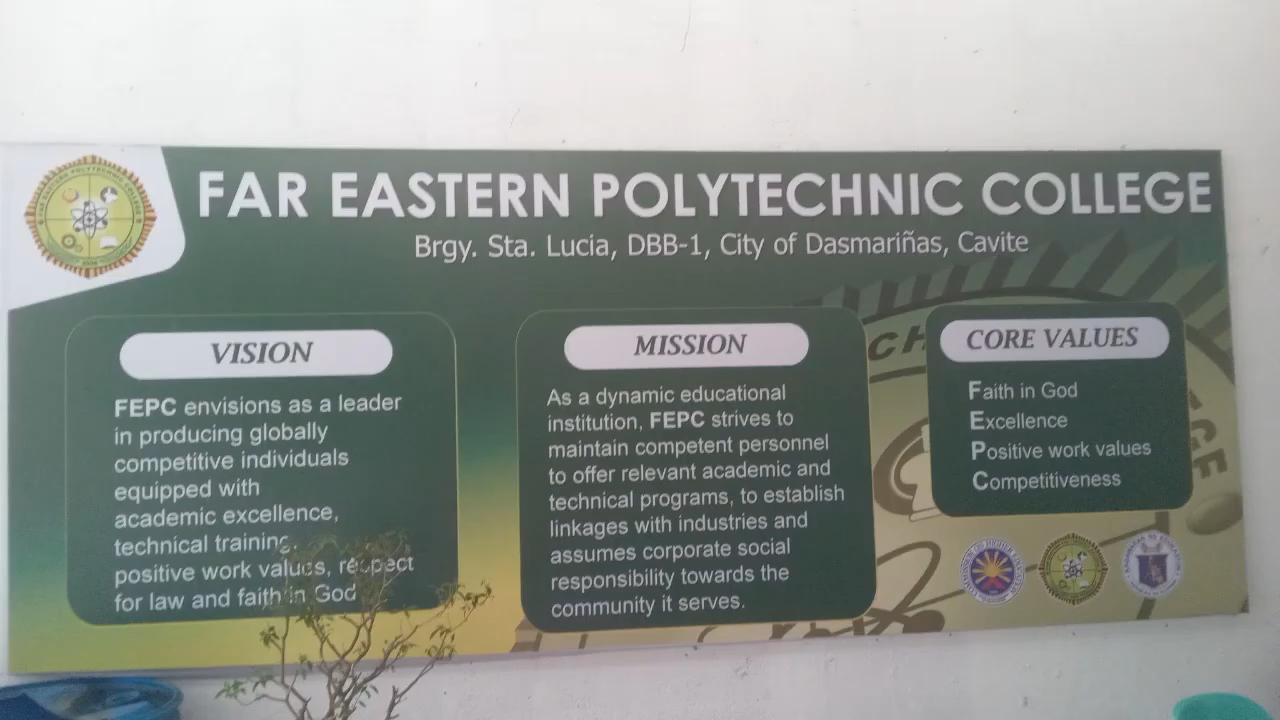 FAR EASTERN POLYTECHNIC COLLEGE
Brgy. Sta. Lucia, DBB-1, City of Dasmariñas, Cavite
VISION
FEPC envisions as a leader
in producing globally
competitive individuals
equipped with
academic excellence,
technical training,
positive work values, respect
for law and faith in God
MISSION
As a dynamic educational
institution, FEPC strives to
maintain competent personnel
to offer relevant academic and
technical programs, to establish
linkages with industries and
assumes corporate social
responsibility towards the
community it serves.
CORE VALUES
Faith in God
Excellence
Positive work values
Competitiveness